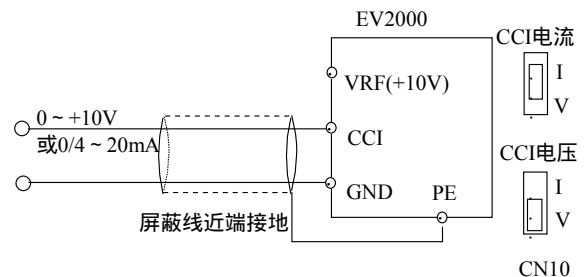 EV2000
CCI电流
I
V
VRF(+10V)
0~+10V
或0/4~20mA
CCI
CCI电压
I
V
GND
PE
屏蔽线近端接地
CN10